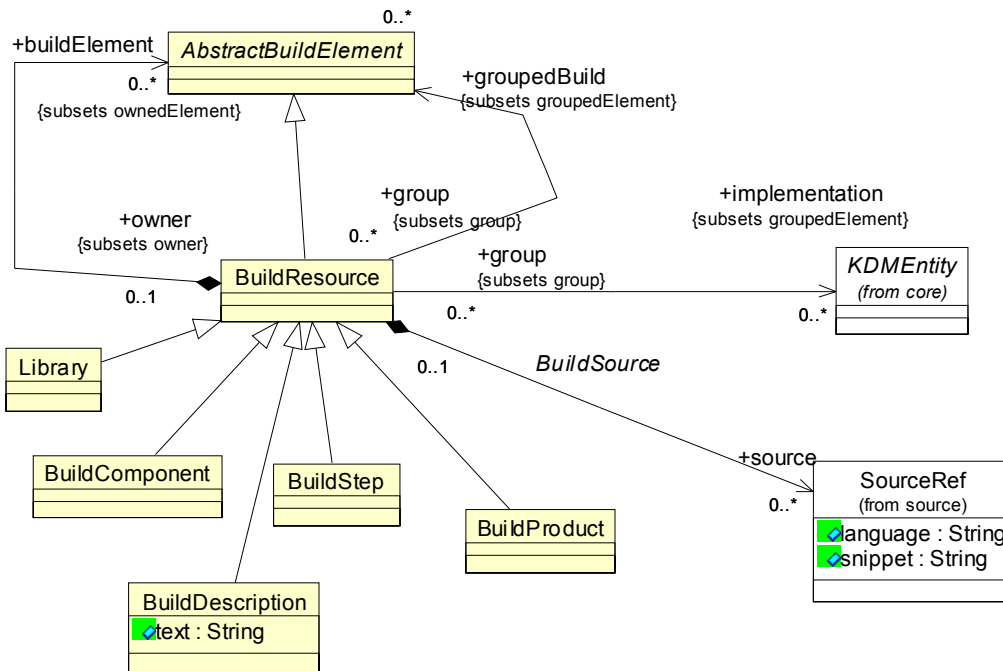 0..*
+buildElement
AbstractBuildElement
0..*
{subsets ownedElement}
+groupedBuild
{subsets groupedElement}
+group
{subsets group}
0..*
+implementation
{subsets groupedElement}
+owner
{subsets owner}
0..1
BuildResource
+group
{subsets group}
0..*
KDMEntity
(from core)
0..*
Library
0..1
BuildSource
+source
0..*
BuildComponent
BuildStep
BuildProduct
SourceRef
(from source)
language : String
snippet : String
BuildDescription
text : String